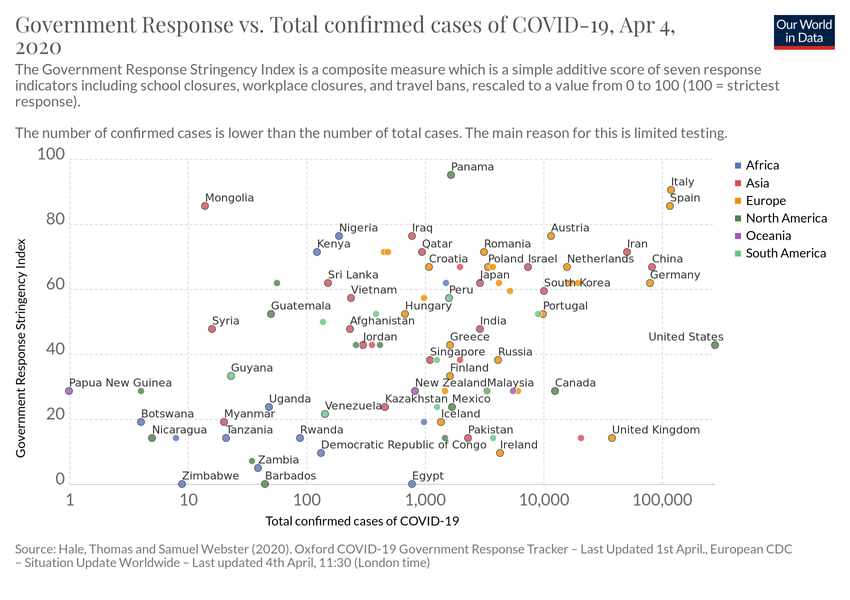 Government Response vs. Total confirmed cases of COVID-19, Apr 4,
2020
Our World
in Data
The Government Response Stringency Index is a composite measure which is a simple additive score of seven response
indicators including school closures, workplace closures, and travel bans, rescaled to a value from 0 to 100 (100 = strictest
response).
The number of confirmed cases is lower than the number of total cases. The main reason for this is limited testing.
100
80
60
40
20
0
Government Response Stringency Index
Panama
Italy
Spain
Mongolia
Nigeria
Iraq
Austria
Kenya
Qatar
Romania
Iran
Croatia
Poland
Israel
Netherlands
China
Sri Lanka
Japan
South Korea
Germany
Vietnam
Peru
Guatemala
Hungary
Portugal
Syria
Afghanistan
India
Jordan
Greece
United States
Singapore
Russia
Guyana
Finland
Papua New Guinea
New Zealand
Malaysia
Canada
Uganda
Venezuela
Kazakhstan
Mexico
Botswana
Myanmar
Iceland
Nicaragua
Tanzania
Rwanda
Pakistan
United Kingdom
Democratic Republic of Congo
Ireland
Zambia
Zimbabwe
Barbados
Egypt
1
10
100
1,000
10,000
100,000
Total confirmed cases of COVID-19
Africa
Asia
Europe
North America
Oceania
South America
Source: Hale, Thomas and Samuel Webster (2020). Oxford COVID-19 Government Response Tracker – Last Updated 1st April., European CDC
– Situation Update Worldwide – Last updated 4th April, 11:30 (London time)